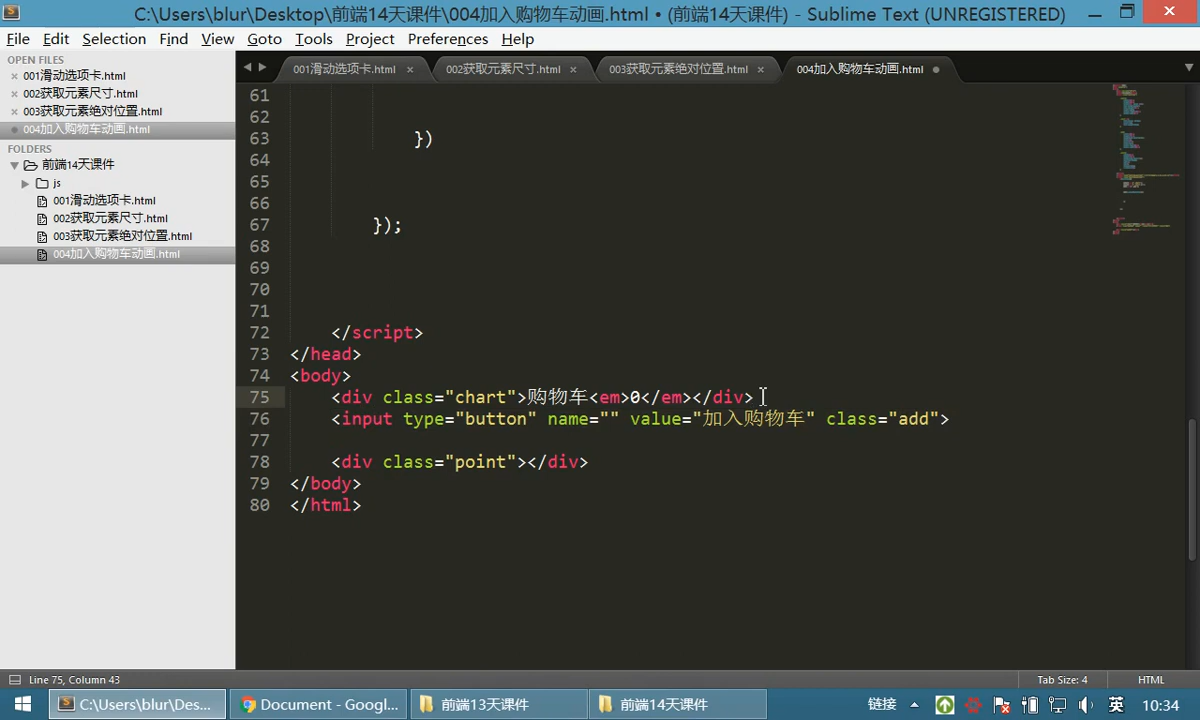 C:\Users\blur\Desktop\前端14天课件\004加入购物车动画.html • (前端14天课件) - Sublime Text (UNREGISTERED)
File Edit Selection Find View Goto Tools Project Preferences Help
OPEN FILES
001滑动选项卡.html
002获取元素尺寸.html
003获取元素绝对位置.html
004加入购物车动画.html
FOLDERS
前端14天课件
js
001滑动选项卡.html
002获取元素尺寸.html
003获取元素绝对位置.html
004加入购物车动画.html
001滑动选项卡.html × 002获取元素尺寸.html × 003获取元素绝对位置.html × 004加入购物车动画.html
61
62
63 })
64
65
66
67 });
68
69
70
71
72 </script>
73 </head>
74 <body>
75 <div class="chart">购物车<em>0</em></div>
76 <input type="button" name="" value="加入购物车" class="add">
77
78 <div class="point"></div>
79 </body>
80 </html>
Line 75, Column 43 Tab Size: 4 HTML
C:\Users\blur\Des... Document - Googl... 前端13天课件 前端14天课件 链接 英 10:34